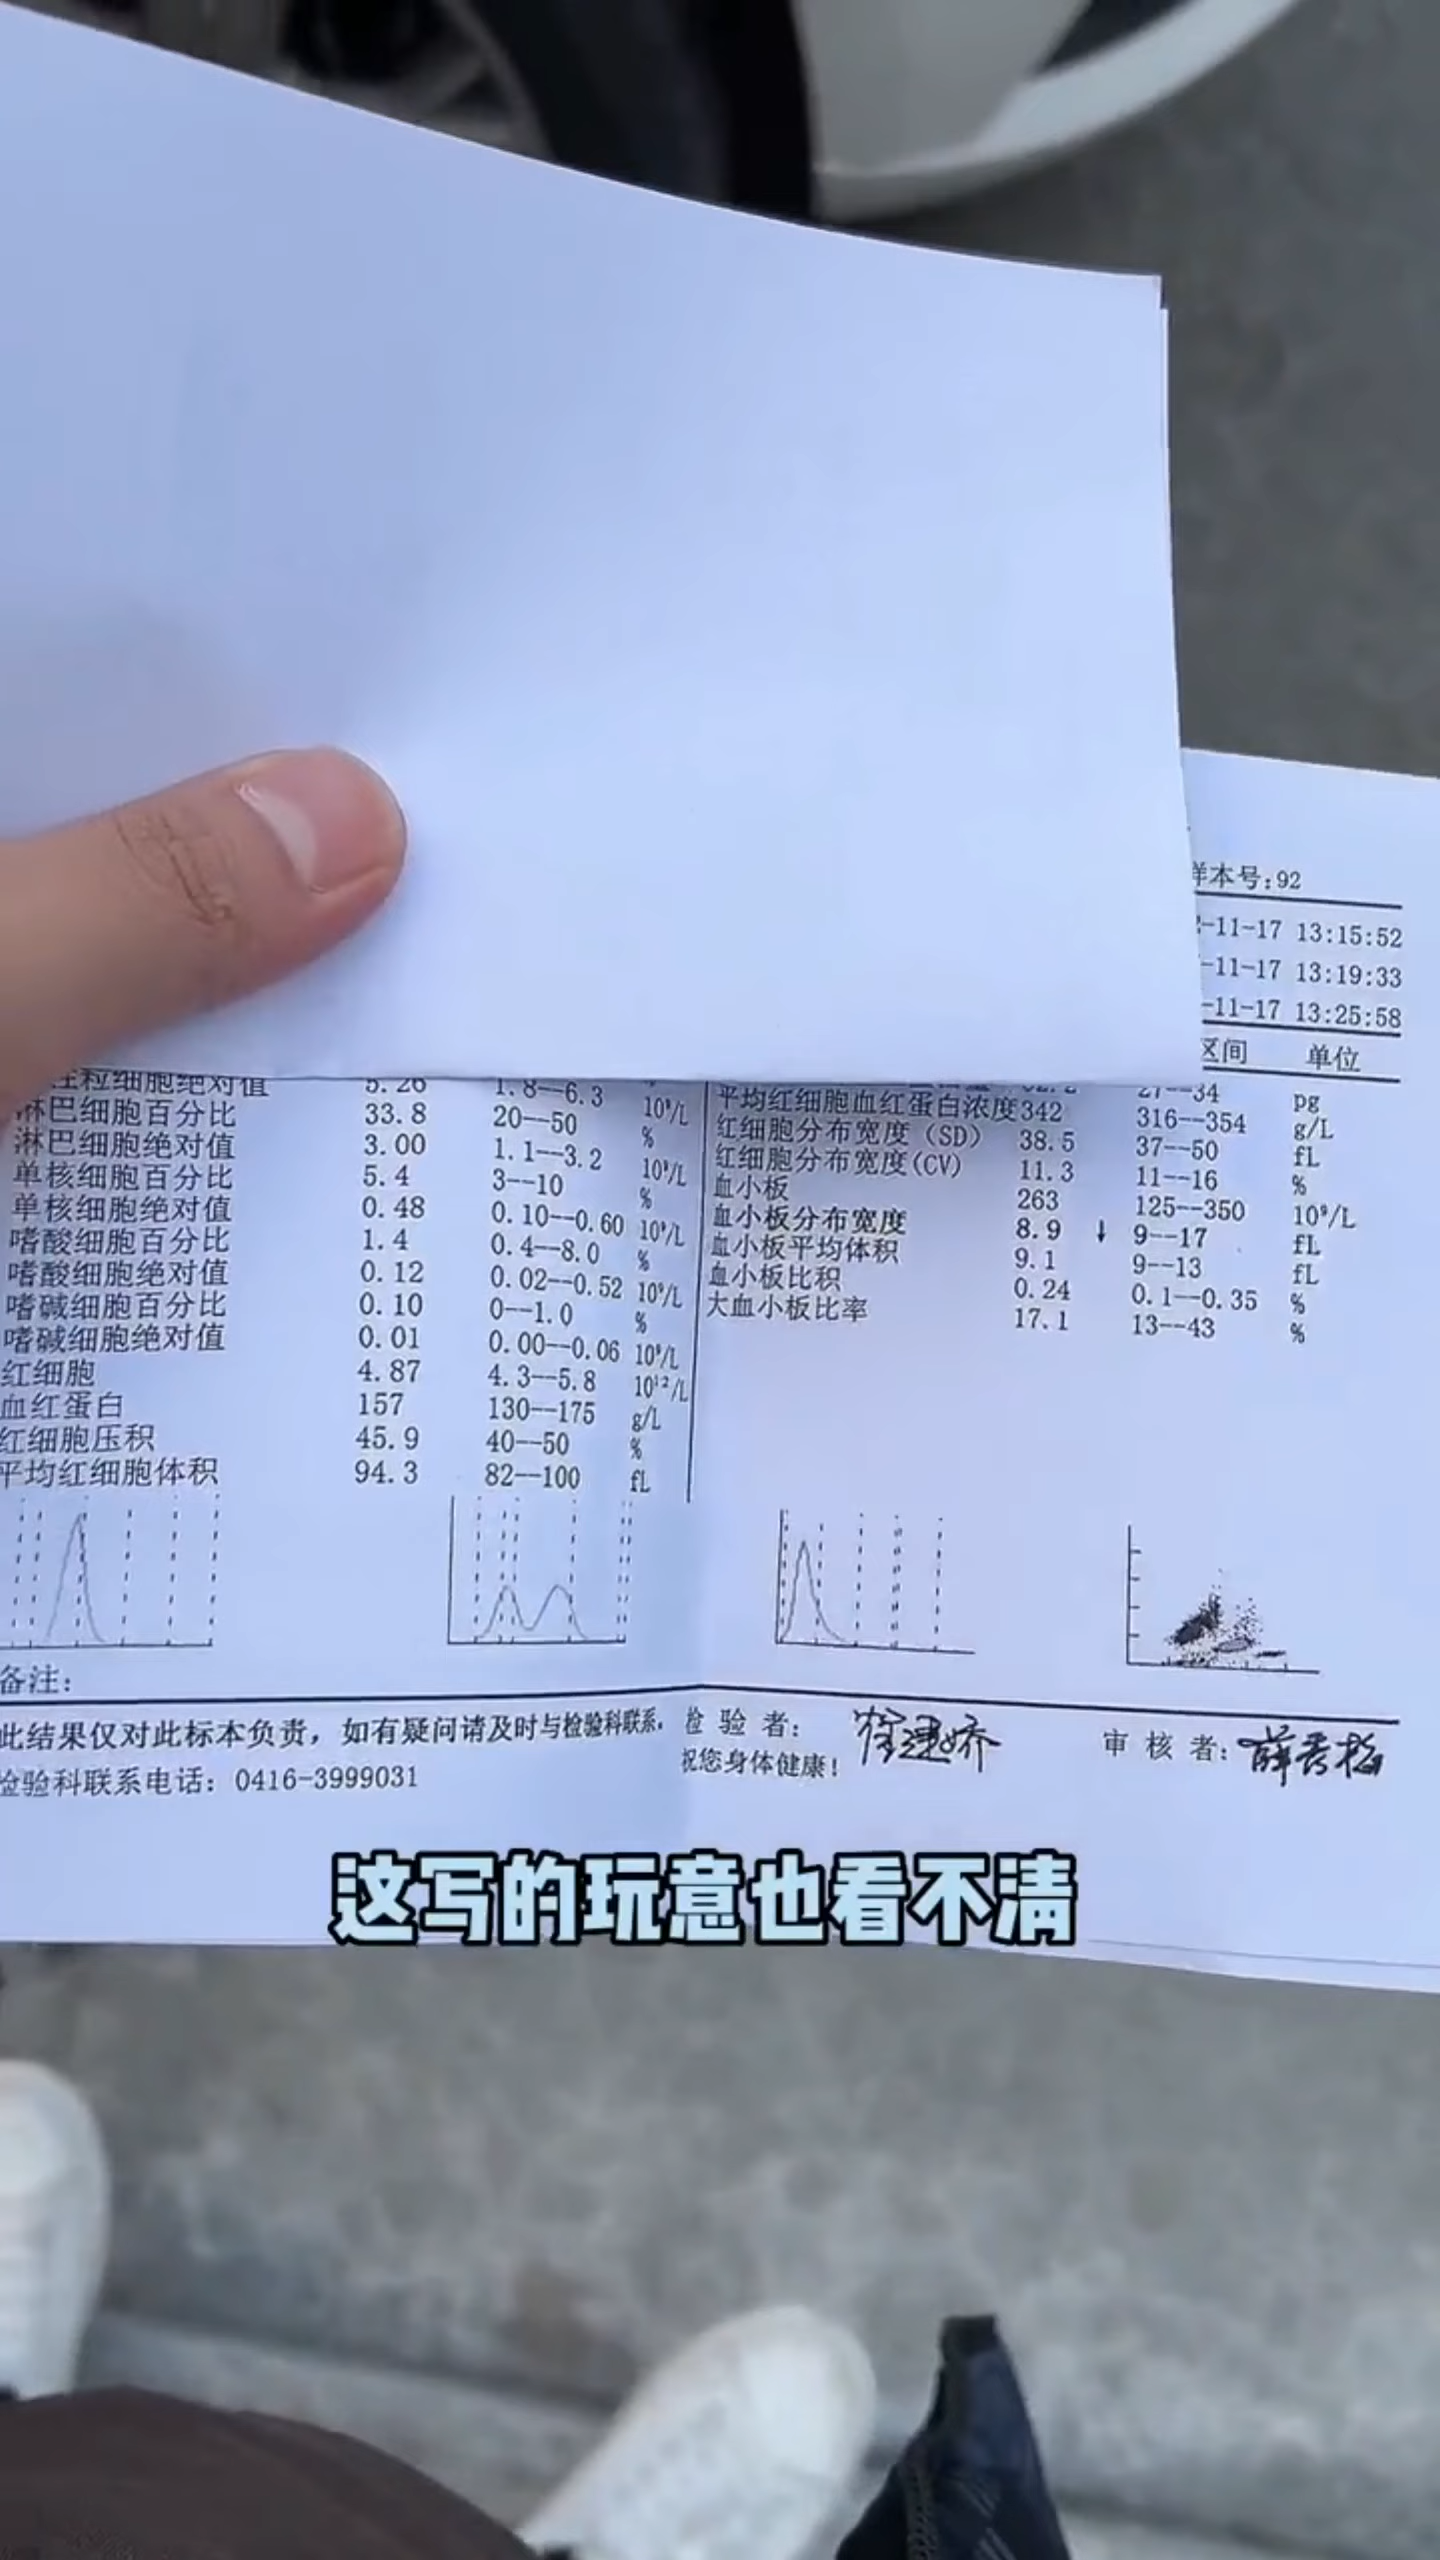 样本号:92
-11-17 13:15:52
-11-17 13:19:33
-11-17 13:25:58
区间 单位
粒细胞绝对值 5.26 1.8--6.3 10⁹/L
淋巴细胞百分比 33.8 20--50 %
淋巴细胞绝对值 3.00 1.1--3.2 10⁹/L
单核细胞百分比 5.4 3--10 %
单核细胞绝对值 0.48 0.10--0.60 10⁹/L
嗜酸细胞百分比 1.4 0.4--8.0 %
嗜酸细胞绝对值 0.12 0.02--0.52 10⁹/L
嗜碱细胞百分比 0.10 0--1.0 %
嗜碱细胞绝对值 0.01 0.00--0.06 10⁹/L
红细胞 4.87 4.3--5.8 10¹²/L
血红蛋白 157 130--175 g/L
红细胞压积 45.9 40--50 %
平均红细胞体积 94.3 82--100 fL
27--34 pg
平均红细胞血红蛋白浓度 342 316--354 g/L
红细胞分布宽度(SD) 38.5 37--50 fL
红细胞分布宽度(CV) 11.3 11--16 %
血小板 263 125--350 10⁹/L
血小板分布宽度 8.9 ↓ 9--17 fL
血小板平均体积 9.1 9--13 fL
血小板比积 0.24 0.1--0.35 %
大血小板比率 17.1 13--43 %
备注:
此结果仅对此标本负责，如有疑问请及时与检验科联系. 检 验 者: 审 核 者:
祝您身体健康!
检验科联系电话: 0416-3999031
这写的玩意也看不清